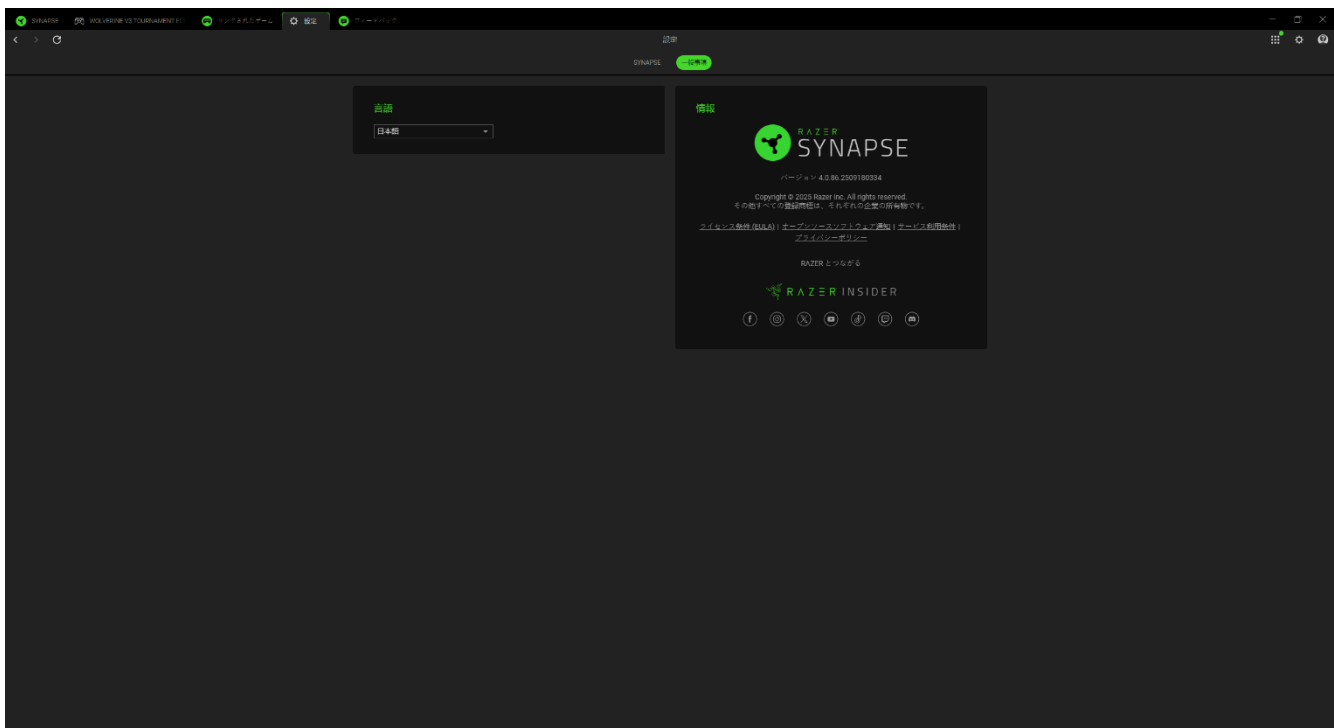 SYNAPSE
WOLVERINE V3 TOURNAMENT E
リンクされたゲーム
設定
フィードバック
設定
SYNAPSE
一般事項
言語
日本語
情報
RAZER
SYNAPSE
バージョン 4.0.86.2509180334
Copyright © 2025 Razer Inc. All rights reserved.
その他すべての登録商標は、それぞれの企業の所有物です。
ライセンス条件 (EULA) | オープンソースソフトウェア通知 | サービス利用条件 |
プライバシーポリシー
RAZER とつながる
RAZER INSIDER